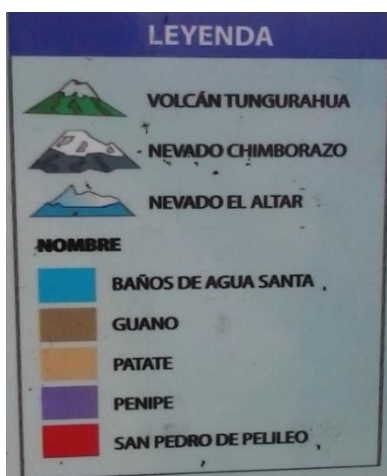 LEYENDA
VOLCÁN TUNGURAHUA
NEVADO CHIMBORAZO
NEVADO EL ALTAR
NOMBRE
BAÑOS DE AGUA SANTA
GUANO
PATATE
PENIPE
SAN PEDRO DE PELILEO